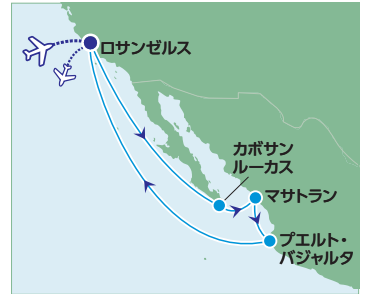 ロサンゼルス
カボサン
ルーカス
マサトラン
プエルト・
バジャルタ